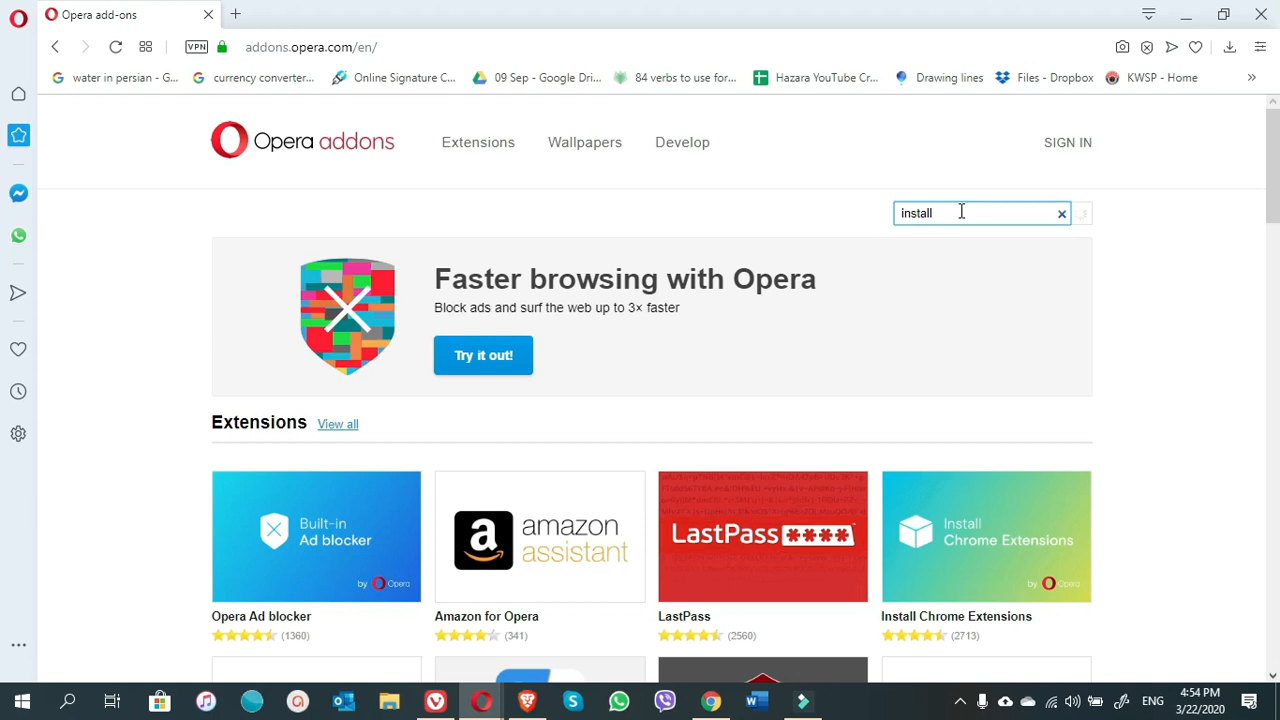 Opera add-ons
VPN
addons.opera.com/en/
water in persian - G...
currency converter...
Online Signature C...
09 Sep - Google Dri...
84 verbs to use for...
Hazara YouTube Cr...
Drawing lines
Files - Dropbox
KWSP - Home
Opera addons
Extensions
Wallpapers
Develop
SIGN IN
install
Faster browsing with Opera
Block ads and surf the web up to 3× faster
Try it out!
Extensions View all
Built-in
Ad blocker
by Opera
amazon
assistant
LastPass ****
Install
Chrome Extensions
by Opera
Opera Ad blocker
Amazon for Opera
LastPass
Install Chrome Extensions
(1360)
(341)
(2560)
(2713)
ENG
4:54 PM
3/22/2020